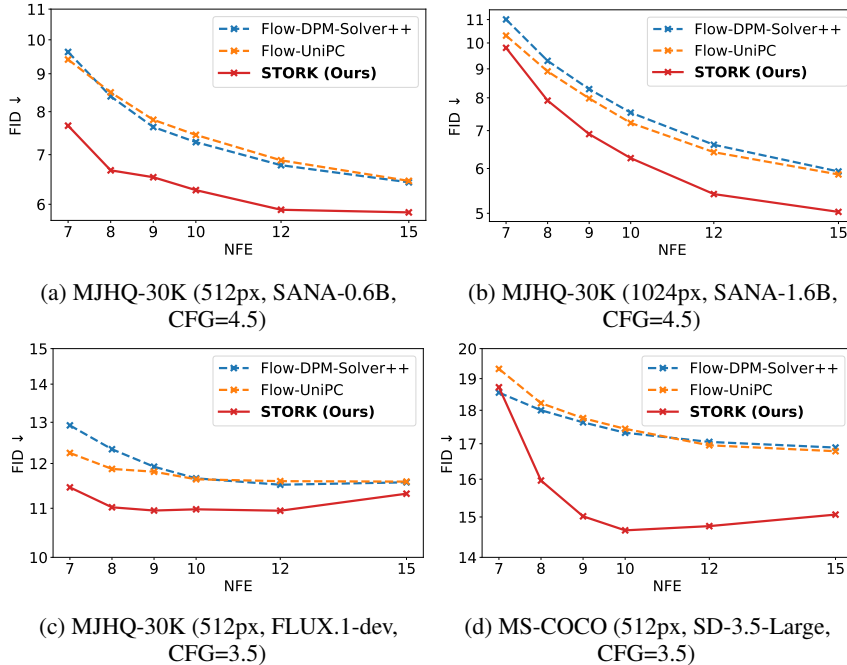 11
10
9
8
7
6
FID ↓
7 8 9 10 12 15
NFE
Flow-DPM-Solver++
Flow-UniPC
STORK (Ours)
(a) MJHQ-30K (512px, SANA-0.6B,
CFG=4.5)
11
10
9
8
7
6
5
FID ↓
7 8 9 10 12 15
NFE
Flow-DPM-Solver++
Flow-UniPC
STORK (Ours)
(b) MJHQ-30K (1024px, SANA-1.6B,
CFG=4.5)
15
13
12
11
10
FID ↓
7 8 9 10 12 15
NFE
Flow-DPM-Solver++
Flow-UniPC
STORK (Ours)
(c) MJHQ-30K (512px, FLUX.1-dev,
CFG=3.5)
20
19
18
17
15
14
FID ↓
7 8 9 10 12 15
NFE
Flow-DPM-Solver++
Flow-UniPC
STORK (Ours)
(d) MS-COCO (512px, SD-3.5-Large,
CFG=3.5)